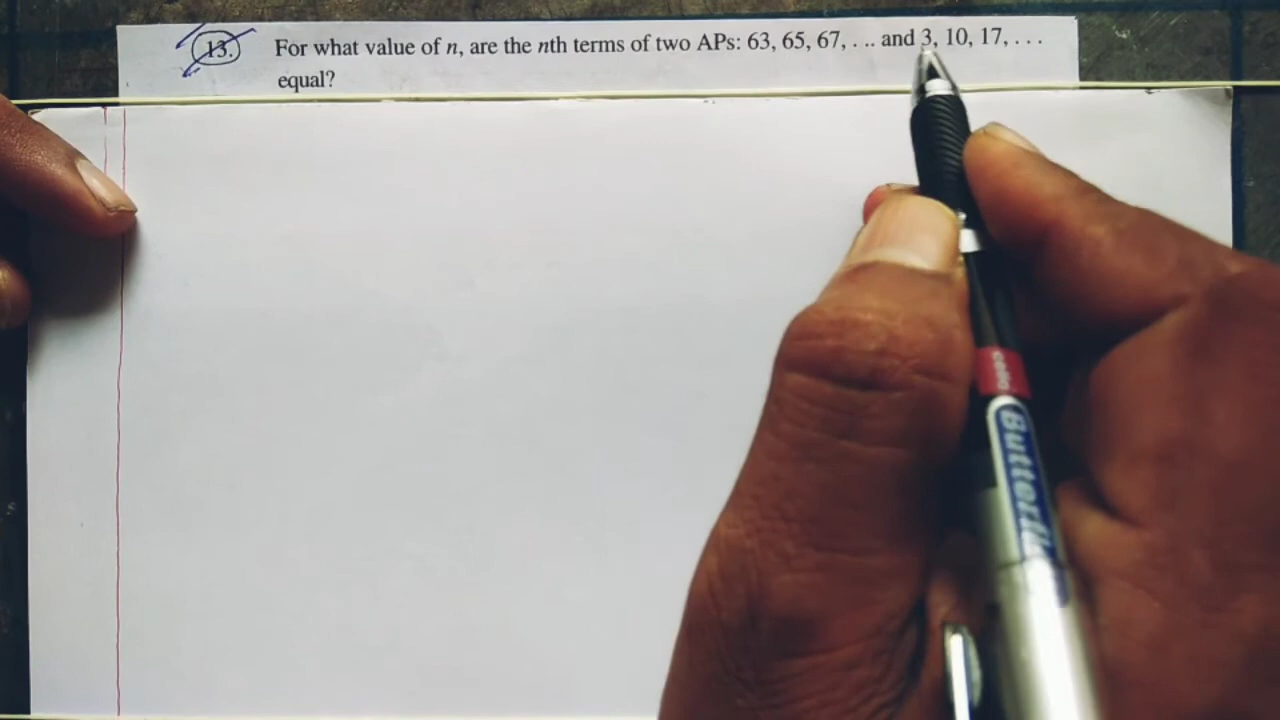 13. For what value of n, are the nth terms of two APs: 63, 65, 67, . . . and 3, 10, 17, . . .
equal?
cello